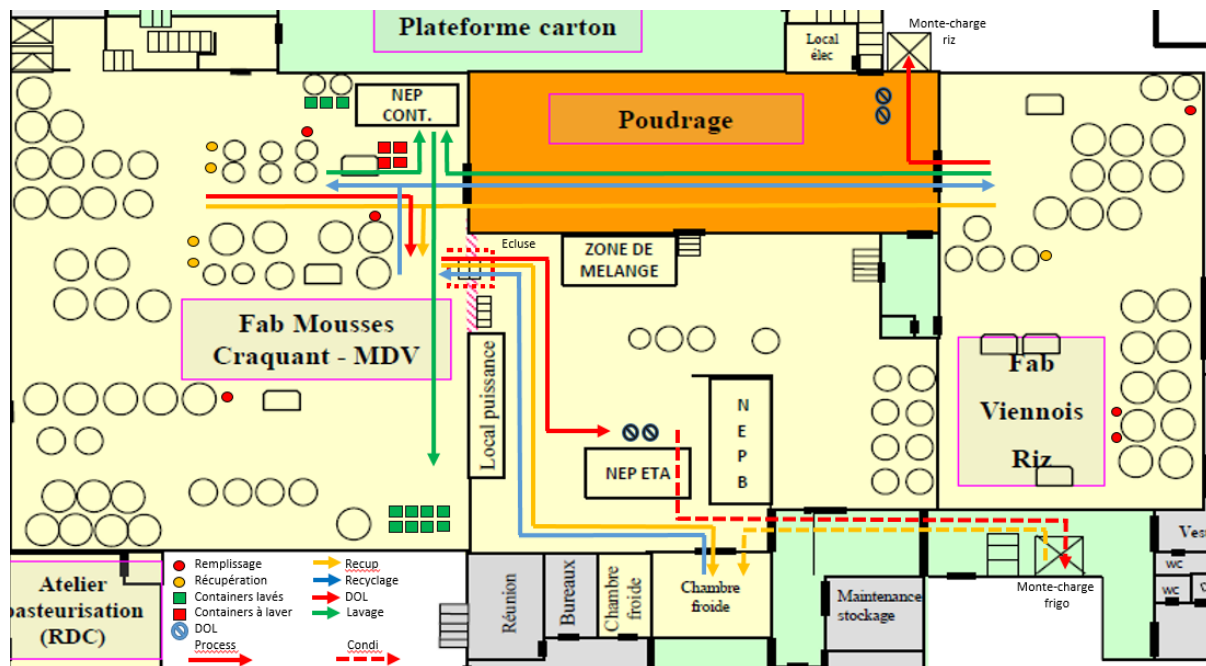 Plateforme carton
Monte-charge
riz
Local
élec
NEP
CONT.
Poudrage
Ecluse
ZONE DE
MELANGE
Fab Mousses
Craquant - MDV
Local puissance
Fab
Viennois
Riz
N
E
P
B
NEP ETA
Atelier
pasteurisation
(RDC)
Remplissage
Récupération
Containers lavés
Containers à laver
DOL
Process
Recup
Recyclage
DOL
Lavage
Condi
Réunion
Bureaux
Chambre
froide
Chambre
froide
Maintenance
stockage
Monte-charge
frigo
Ves
WC
WC